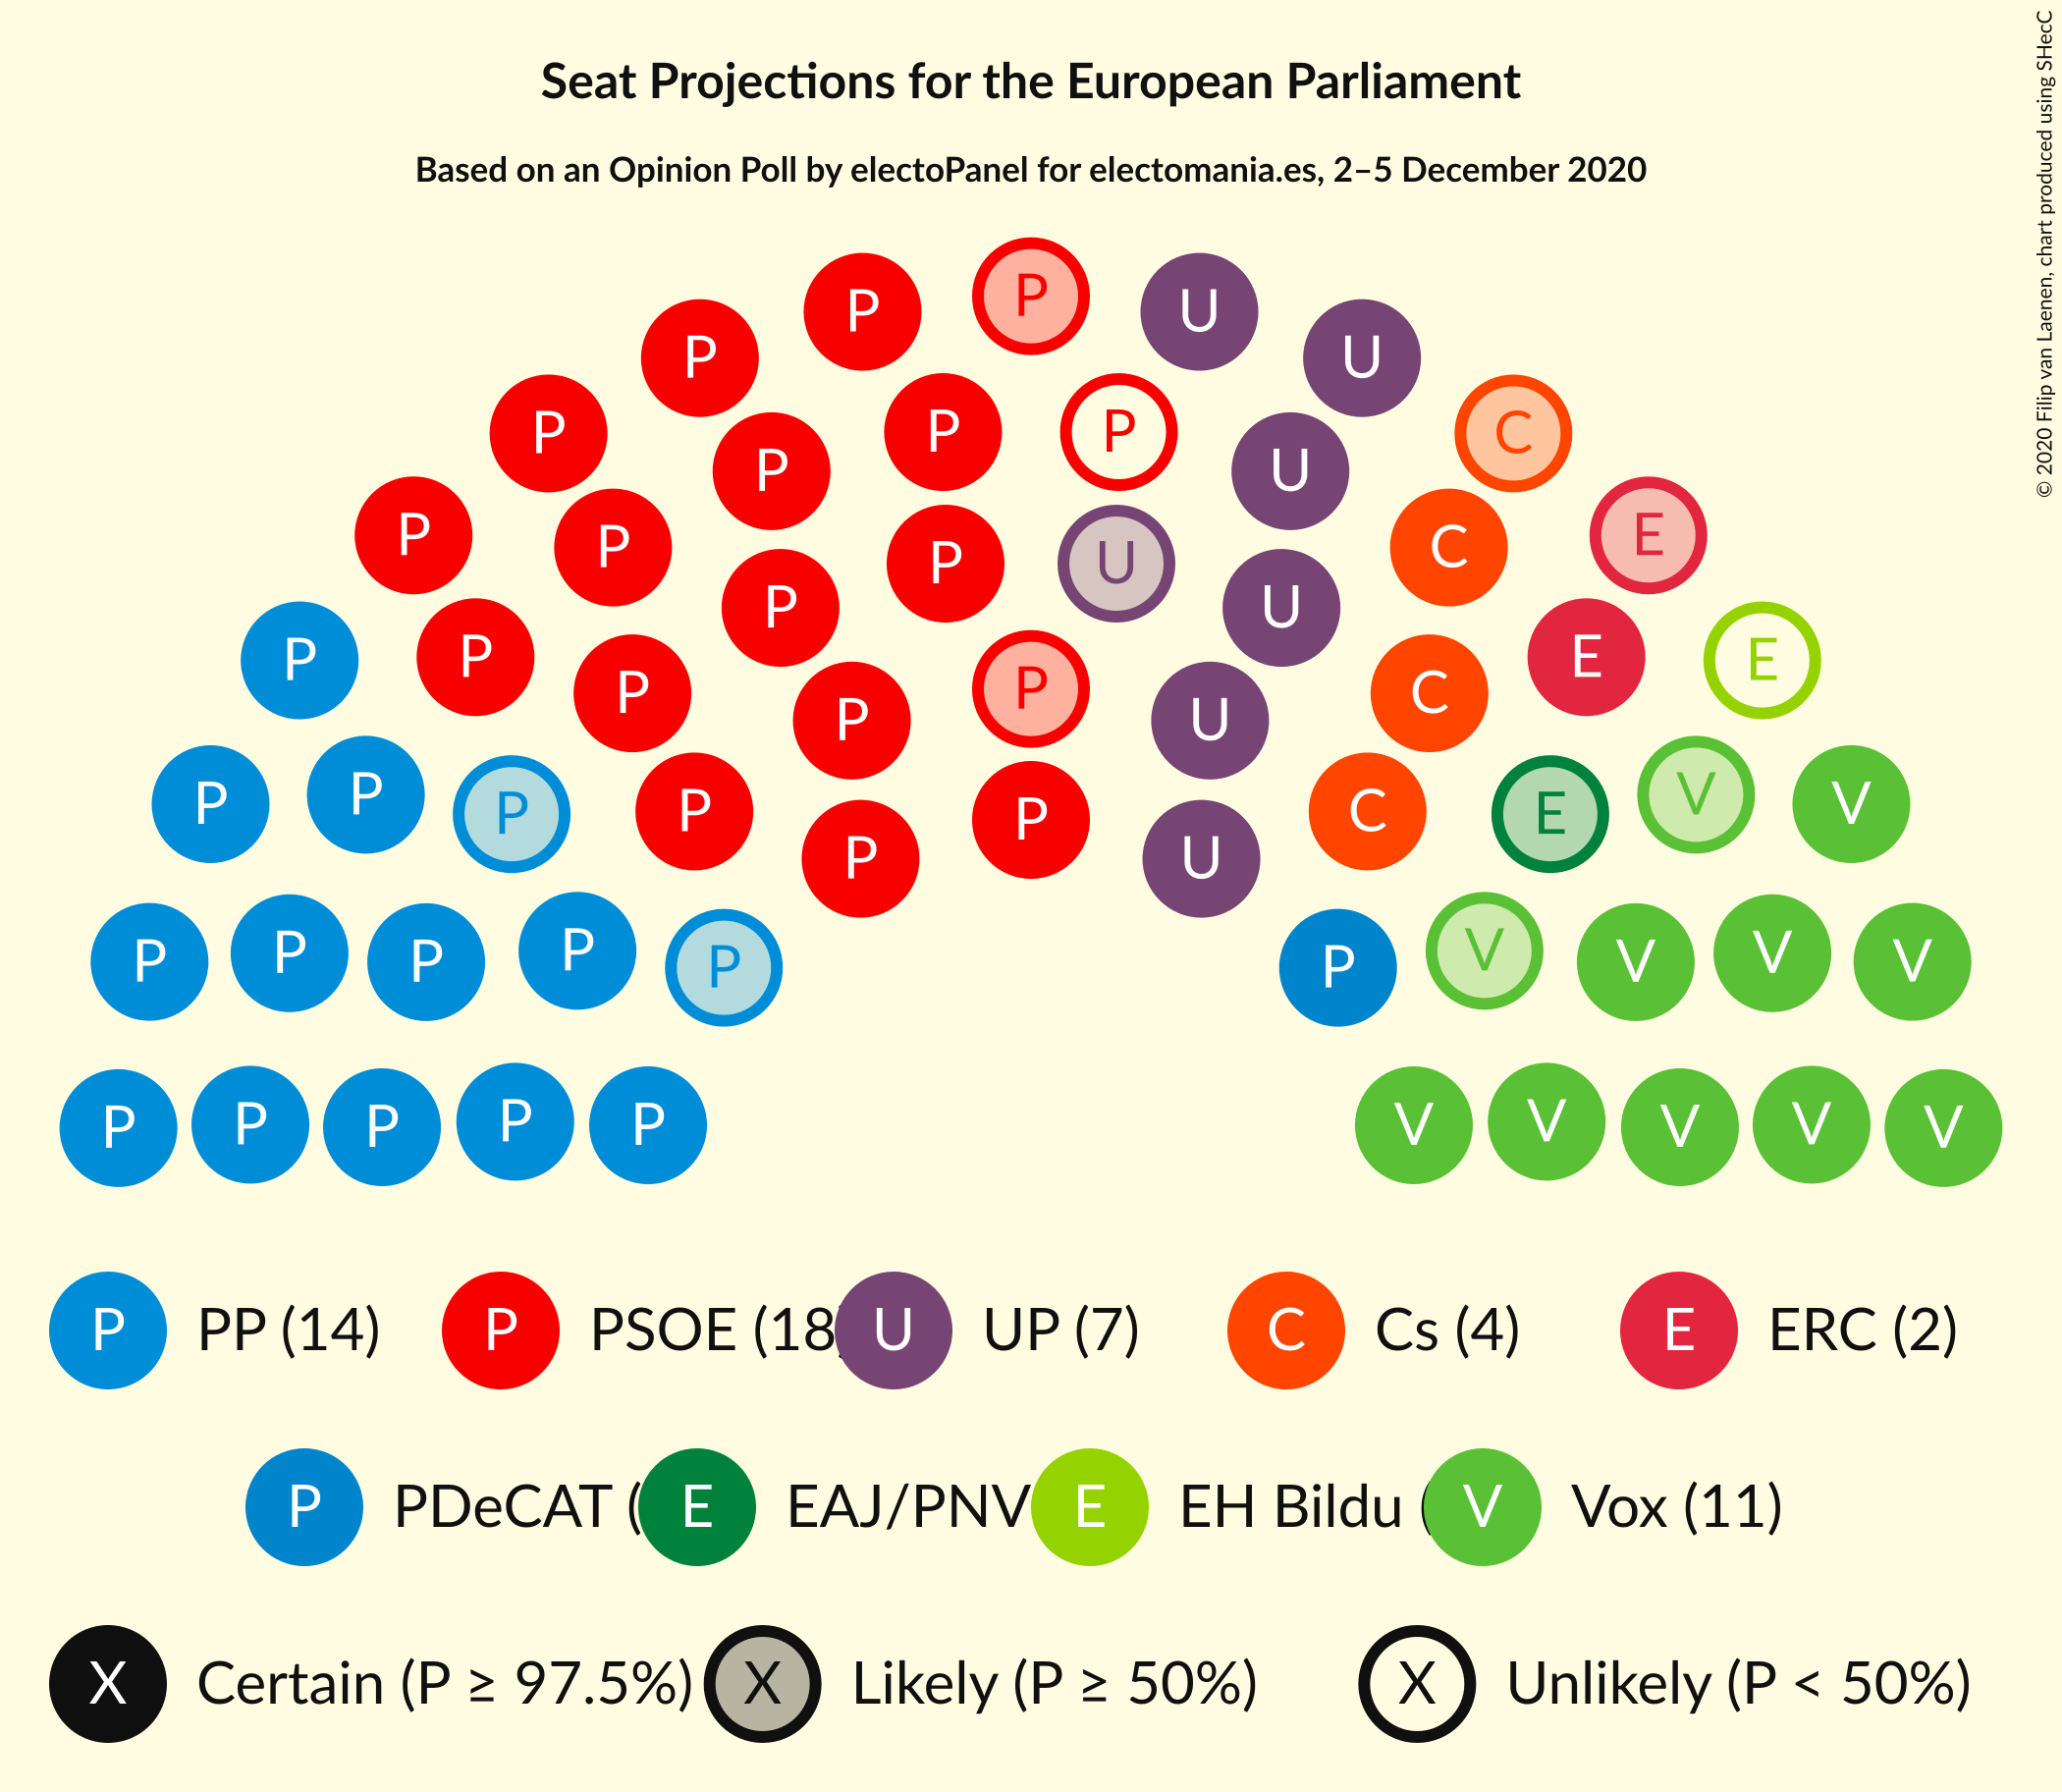 Seat Projections for the European Parliament
Based on an Opinion Poll by electoPanel for electomania.es, 2–5 December 2020
© 2020 Filip van Laenen, chart produced using SHecC
P P P U U
P P P P U C
P P P P U C E
P P P U U C E E
P P P P P U C E V V
P P P U
P P P P P P V V V V
P P P P P V V V V V
P PP (14) P PSOE (18 U UP (7) C Cs (4) E ERC (2)
P PDeCAT ( E EAJ/PNV E EH Bildu ( V Vox (11)
X Certain (P ≥ 97.5%) X Likely (P ≥ 50%) X Unlikely (P < 50%)